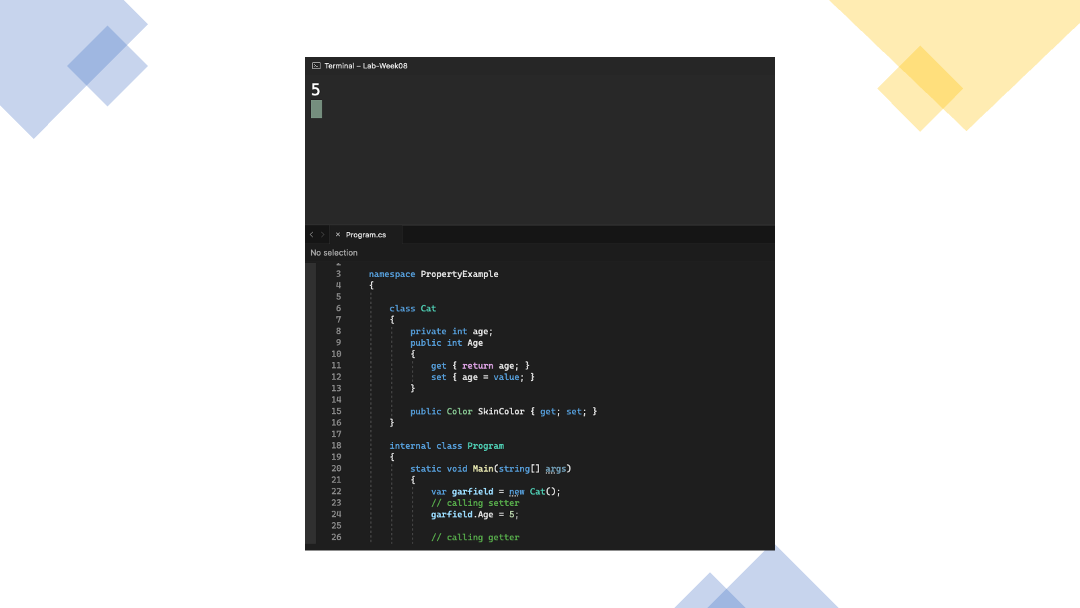 Terminal – Lab-Week08
5
Program.cs
No selection
3 namespace PropertyExample
4 {
5
6 class Cat
7 {
8 private int age;
9 public int Age
10 {
11 get { return age; }
12 set { age = value; }
13 }
14
15 public Color SkinColor { get; set; }
16 }
17
18 internal class Program
19 {
20 static void Main(string[] args)
21 {
22 var garfield = new Cat();
23 // calling setter
24 garfield.Age = 5;
25
26 // calling getter